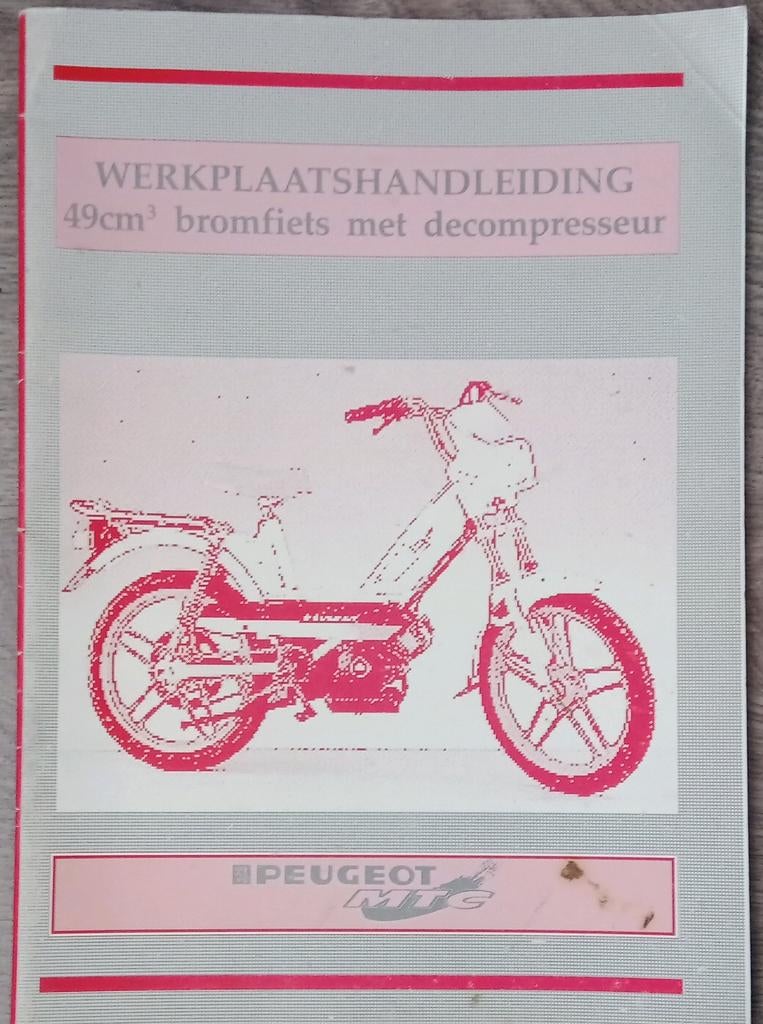 WERKPLAATSHANDLEIDING
49cm³ bromfiets met decompresseur
PEUGEOT
MTC